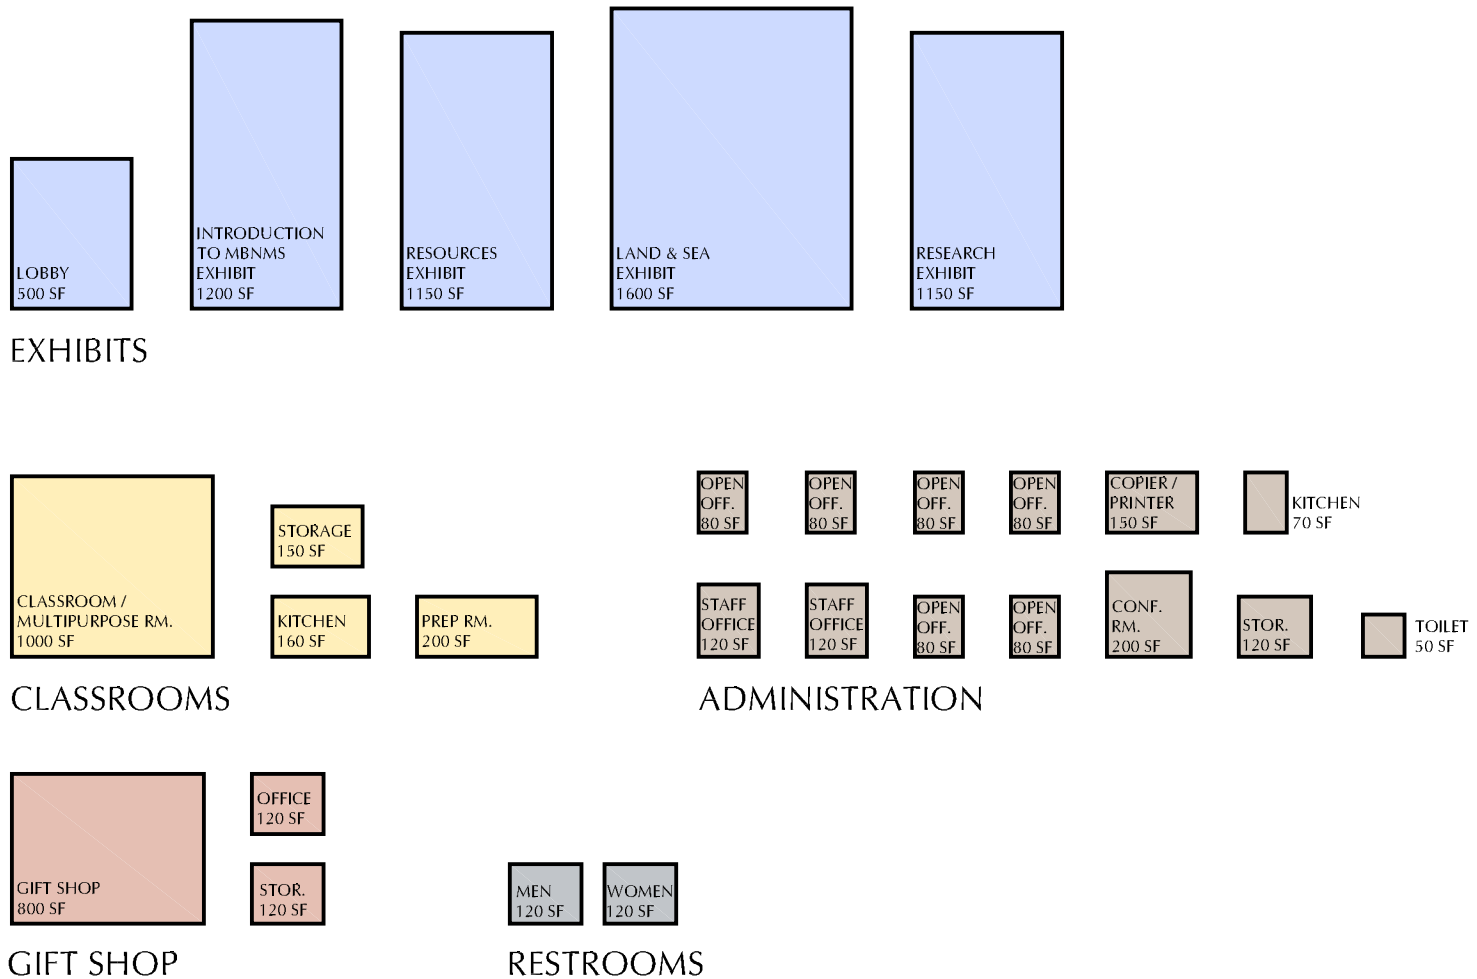 LOBBY
500 SF
INTRODUCTION
TO MBNMS
EXHIBIT
1200 SF
RESOURCES
EXHIBIT
1150 SF
LAND & SEA
EXHIBIT
1600 SF
RESEARCH
EXHIBIT
1150 SF
EXHIBITS
CLASSROOM /
MULTIPURPOSE RM.
1000 SF
STORAGE
150 SF
KITCHEN
160 SF
PREP RM.
200 SF
CLASSROOMS
OPEN
OFF.
80 SF
OPEN
OFF.
80 SF
OPEN
OFF.
80 SF
OPEN
OFF.
80 SF
COPIER /
PRINTER
150 SF
KITCHEN
70 SF
STAFF
OFFICE
120 SF
STAFF
OFFICE
120 SF
OPEN
OFF.
80 SF
OPEN
OFF.
80 SF
CONF.
RM.
200 SF
STOR.
120 SF
TOILET
50 SF
ADMINISTRATION
GIFT SHOP
800 SF
OFFICE
120 SF
STOR.
120 SF
GIFT SHOP
MEN
120 SF
WOMEN
120 SF
RESTROOMS